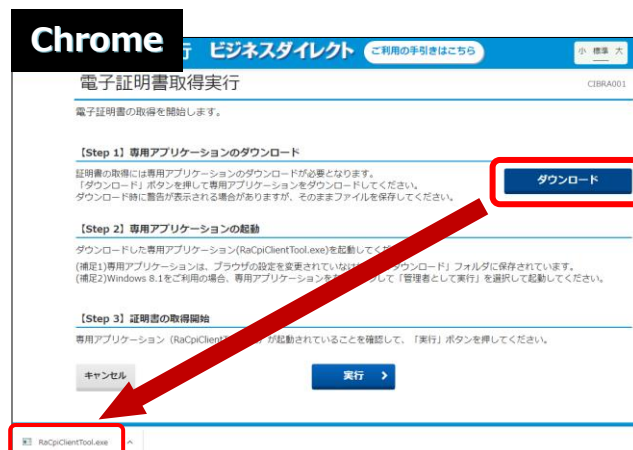 Chrome
ビジネスダイレクト ご利用の手引きはこちら 小 標準 大
電子証明書取得実行 CIBRA001
電子証明書の取得を開始します。
【Step 1】専用アプリケーションのダウンロード
証明書の取得には専用アプリケーションのダウンロードが必要となります。
「ダウンロード」ボタンを押して専用アプリケーションをダウンロードしてください。
ダウンロード時に警告が表示される場合がありますが、そのままファイルを保存してください。
ダウンロード
【Step 2】専用アプリケーションの起動
ダウンロードした専用アプリケーション(RaCpiClientTool.exe)を起動してく
(補足1)専用アプリケーションは、ブラウザの設定を変更されていなけ ダウンロード」フォルダに保存されています。
(補足2)Windows 8.1をご利用の場合、専用アプリケーションを して「管理者として実行」を選択して起動してください。
【Step 3】証明書の取得開始
専用アプリケーション（RaCpiClient が起動されていることを確認して、「実行」ボタンを押してください。
キャンセル 実行
RaCpiClientTool.exe